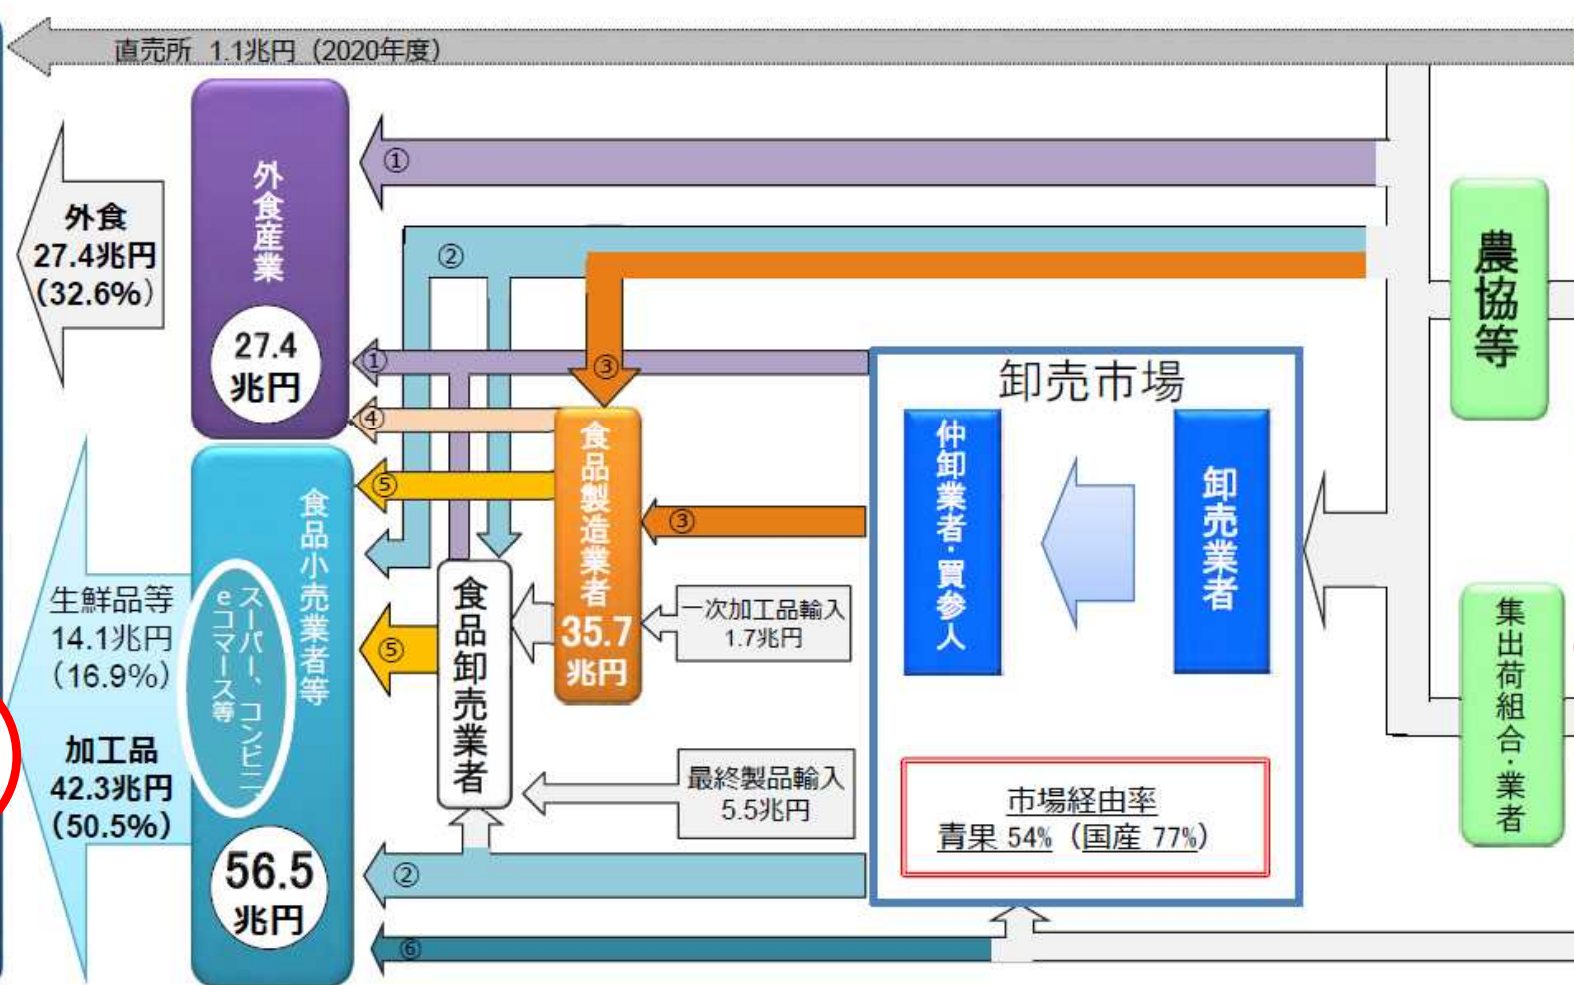 直売所 1.1兆円（2020年度）
外食
27.4兆円
（32.6%）
外食産業
27.4
兆円
①
②
①
③
④
⑤
③
⑤
②
⑥
生鮮品等
14.1兆円
（16.9%）
加工品
42.3兆円
（50.5%）
食品小売業者等
スーパー、コンビニ、
eコマース等
56.5
兆円
食品卸売業者
食品製造業者
35.7
兆円
一次加工品輸入
1.7兆円
最終製品輸入
5.5兆円
卸売市場
仲卸業者・買参人
卸売業者
市場経由率
青果 54%（国産 77%）
農協等
集出荷組合・業者